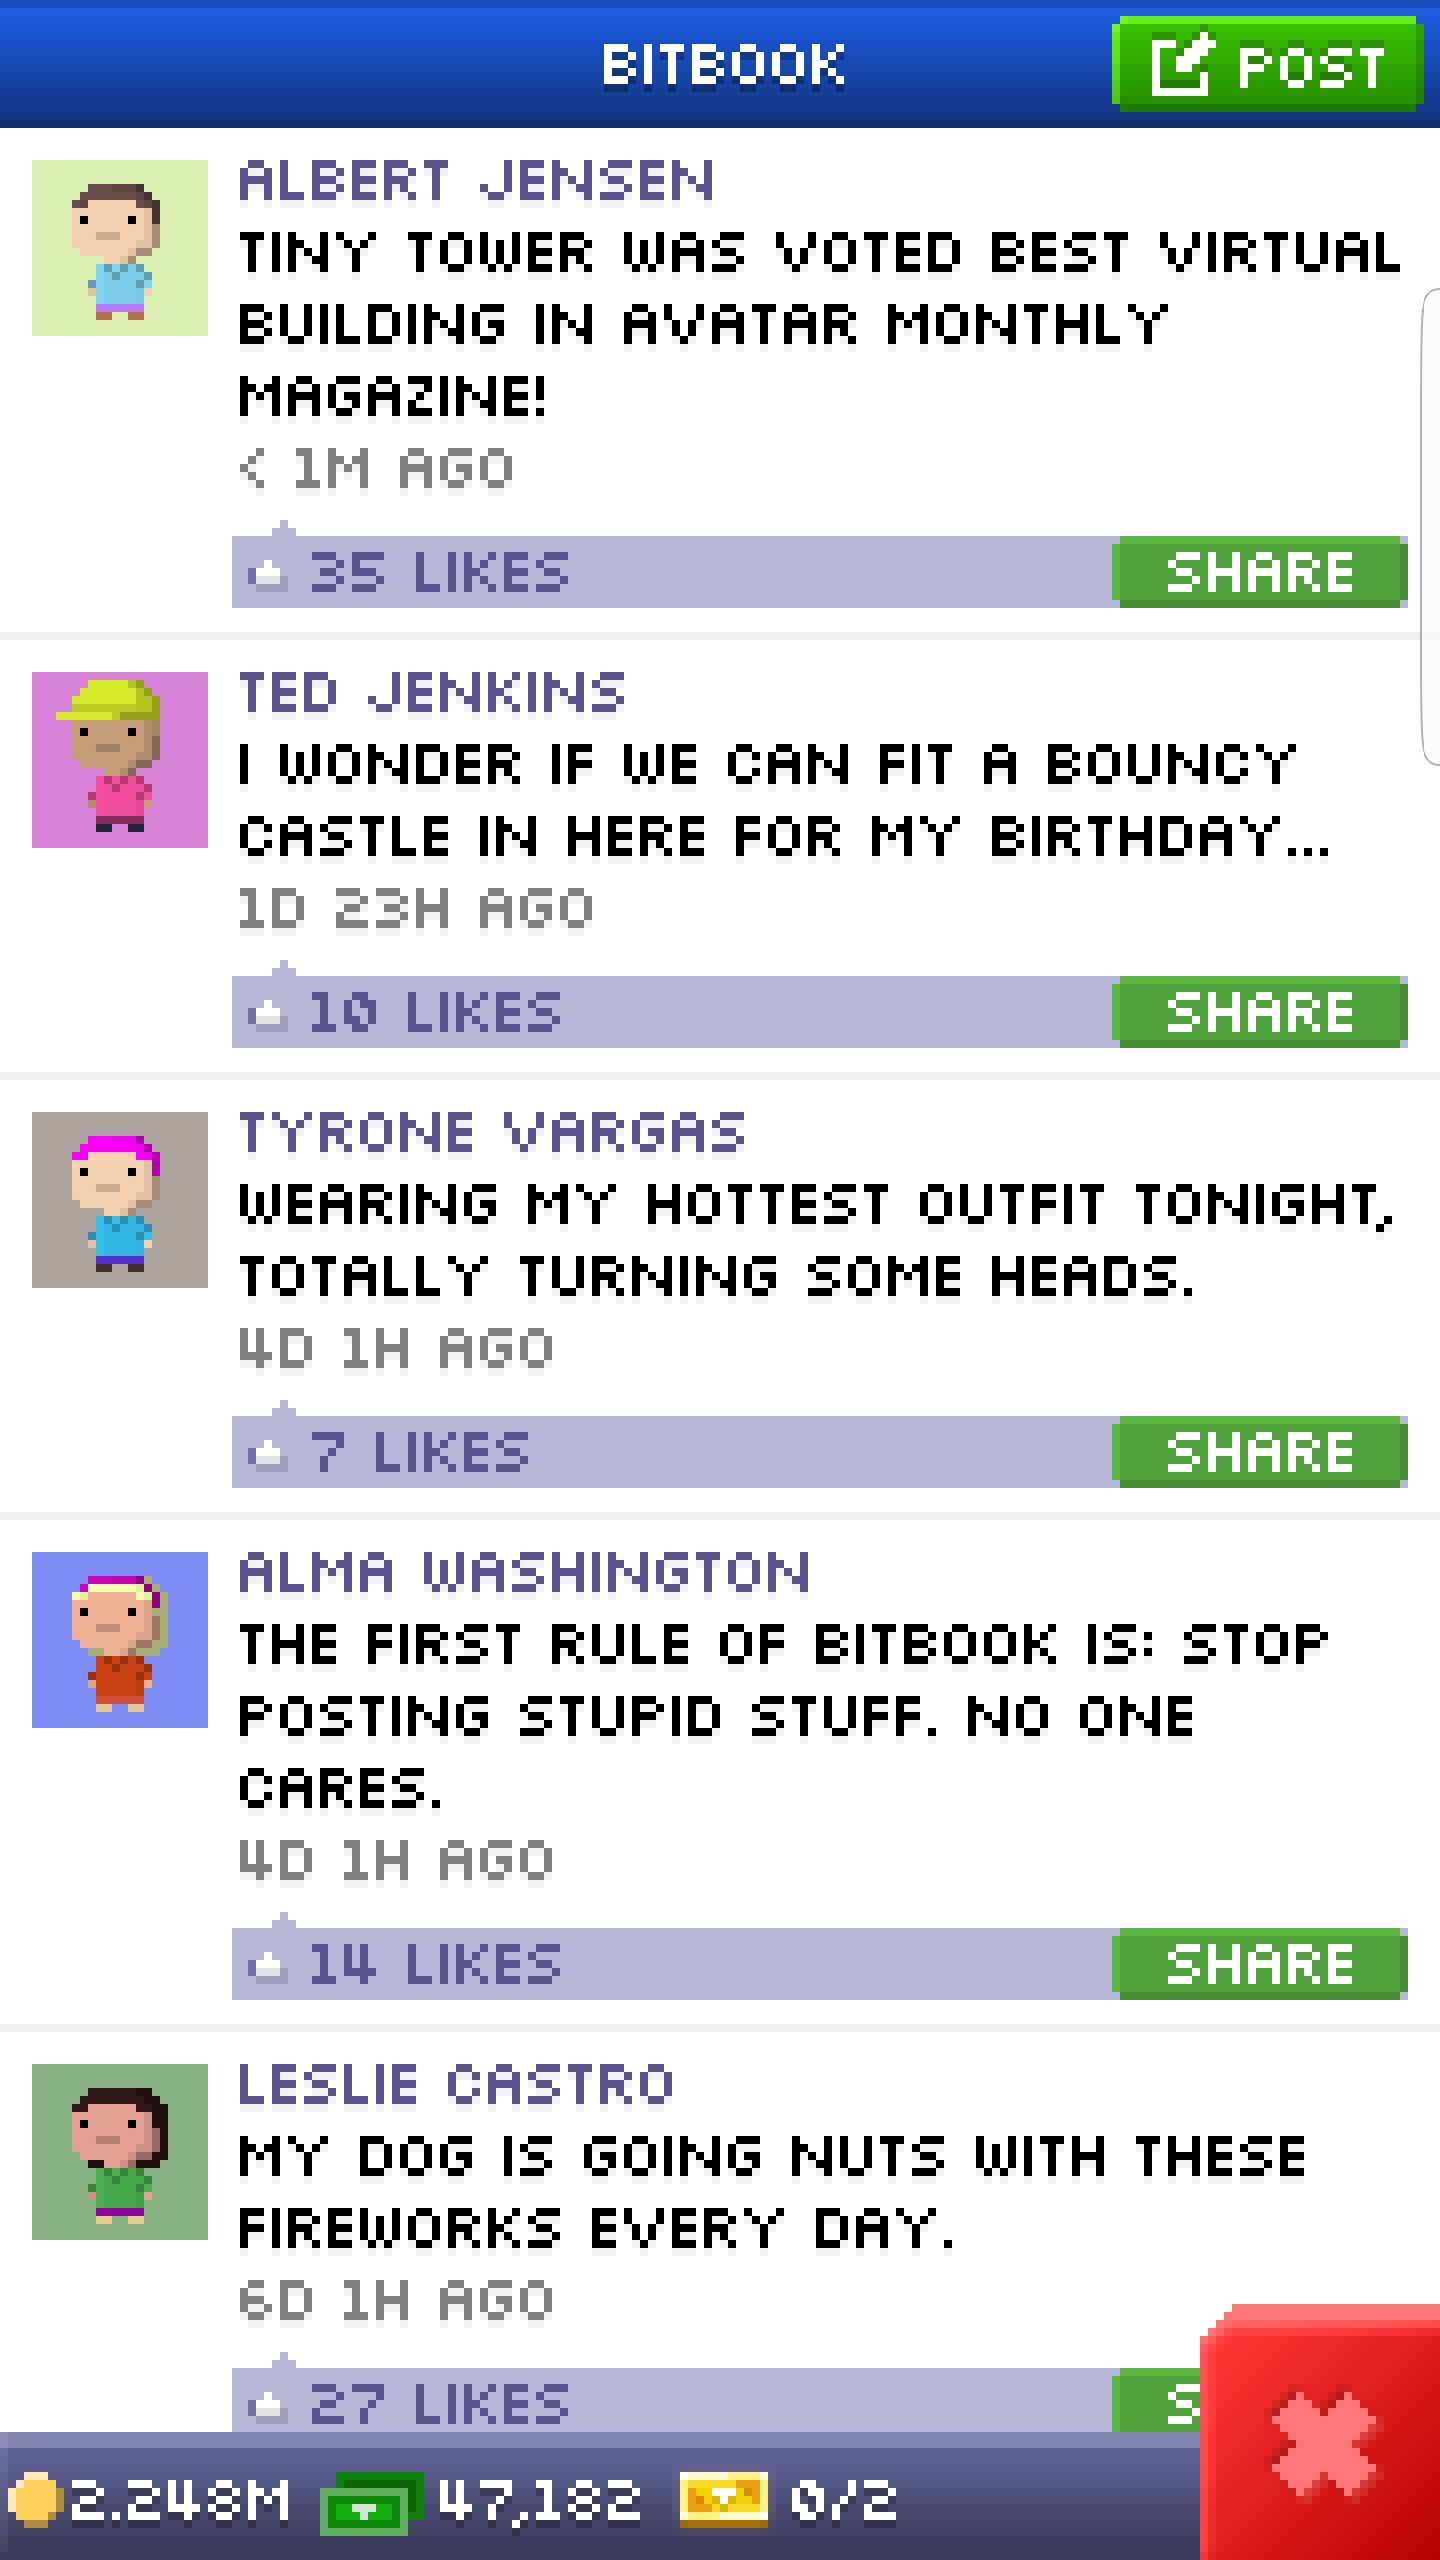 BITBOOK
POST
ALBERT JENSEN
TINY TOWER WAS VOTED BEST VIRTUAL
BUILDING IN AVATAR MONTHLY
MAGAZINE!
< 1M AGO
35 LIKES
SHARE
TED JENKINS
I WONDER IF WE CAN FIT A BOUNCY
CASTLE IN HERE FOR MY BIRTHDAY...
1D 23H AGO
10 LIKES
SHARE
TYRONE VARGAS
WEARING MY HOTTEST OUTFIT TONIGHT,
TOTALLY TURNING SOME HEADS.
4D 1H AGO
7 LIKES
SHARE
ALMA WASHINGTON
THE FIRST RULE OF BITBOOK IS: STOP
POSTING STUPID STUFF. NO ONE
CARES.
4D 1H AGO
14 LIKES
SHARE
LESLIE CASTRO
MY DOG IS GOING NUTS WITH THESE
FIREWORKS EVERY DAY.
6D 1H AGO
27 LIKES
S
2.248M
47,182
0/2